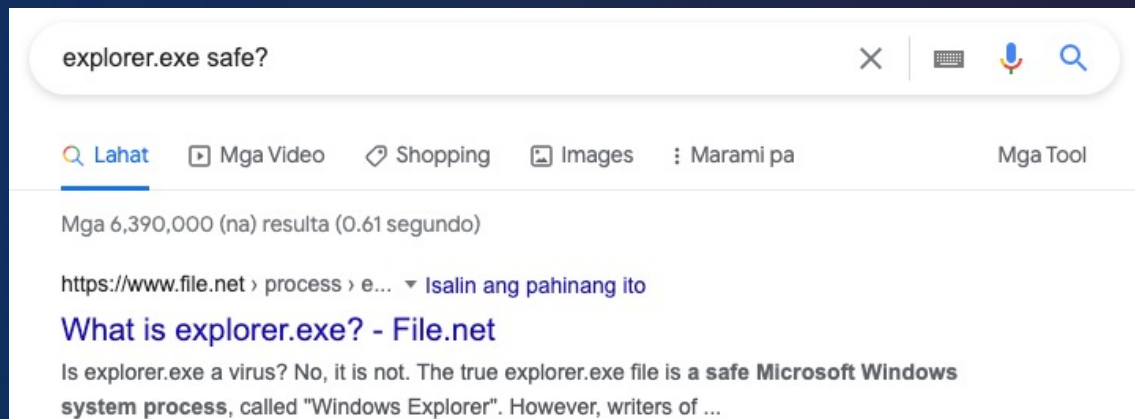 explorer.exe safe?
Lahat Mga Video Shopping Images Marami pa Mga Tool
Mga 6,390,000 (na) resulta (0.61 segundo)
https://www.file.net › process › e... Isalin ang pahinang ito
What is explorer.exe? - File.net
Is explorer.exe a virus? No, it is not. The true explorer.exe file is a safe Microsoft Windows
system process, called "Windows Explorer". However, writers of ...